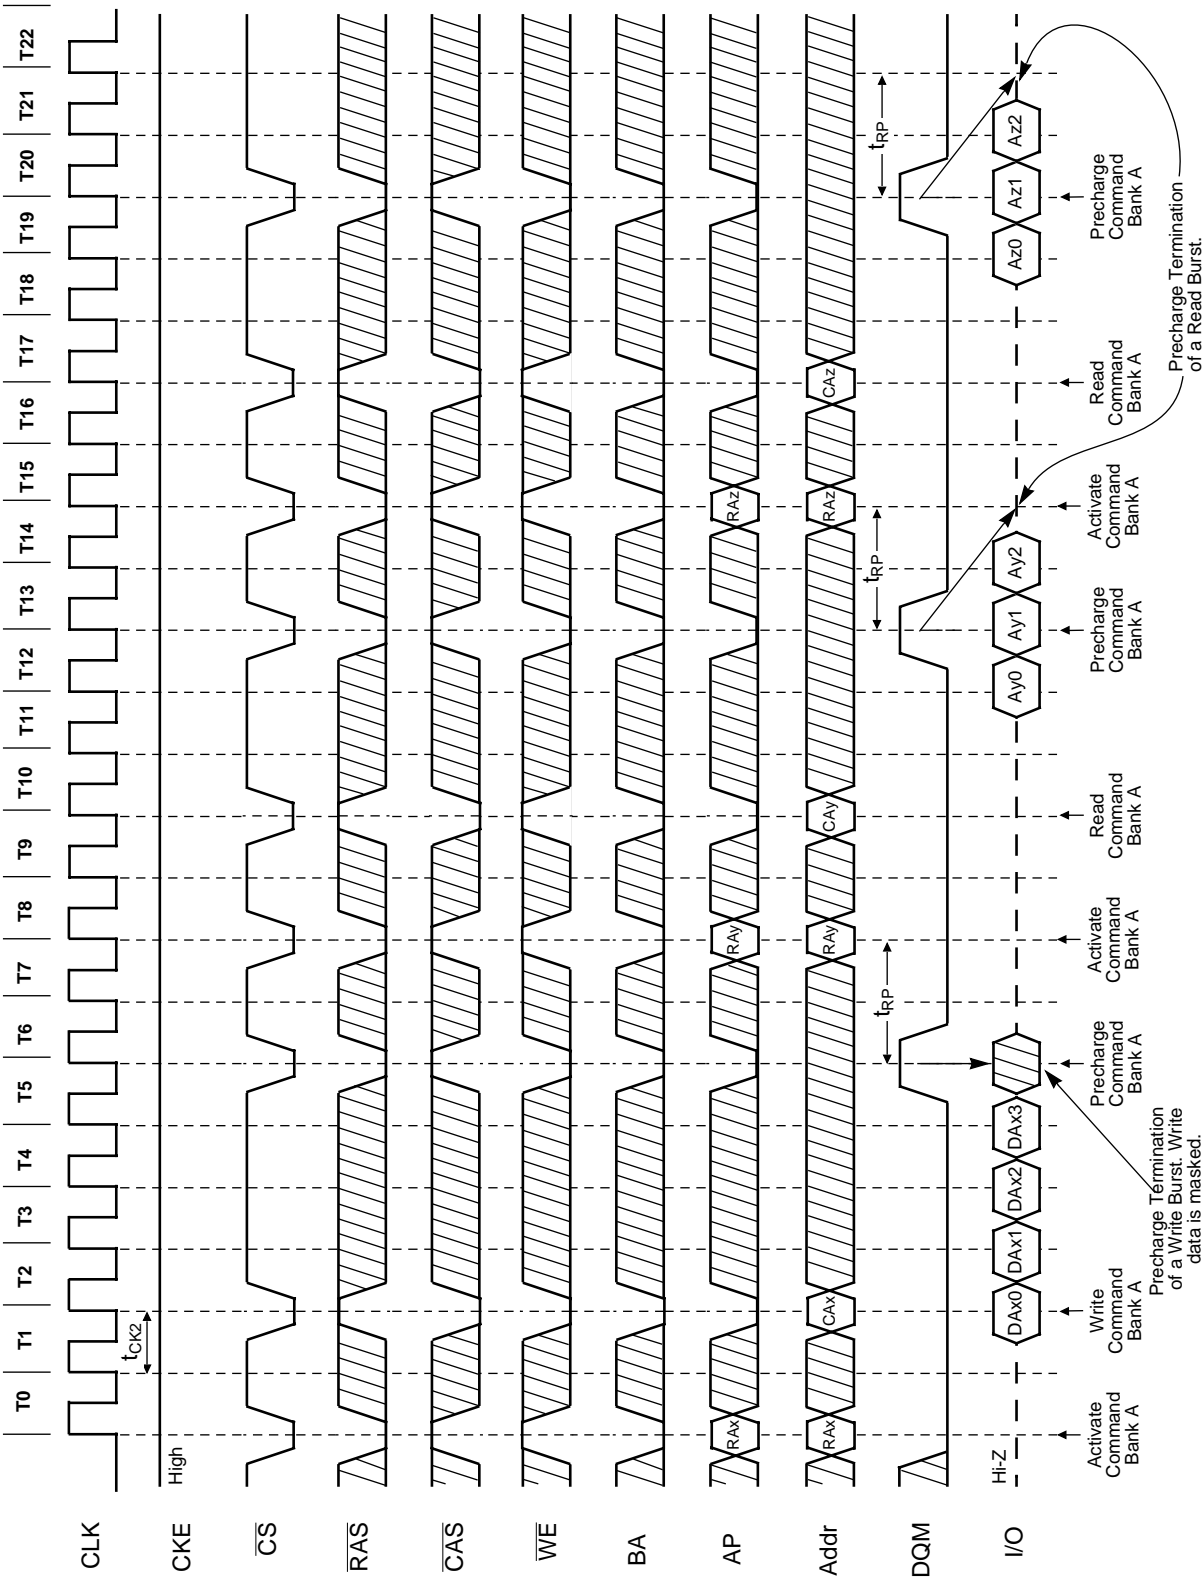 T0 T1 T2 T3 T4 T5 T6 T7 T8 T9 T10 T11 T12 T13 T14 T15 T16 T17 T18 T19 T20 T21 T22
CLK
tCK2
CKE
High
CS
RAS
CAS
WE
BA
AP
RAx RAy RAz
Addr
RAx CAx RAy CAy RAz CAz
DQM
tRP tRP tRP
I/O
Hi-Z
DAx0 DAx1 DAx2 DAx3 Ay0 Ay1 Ay2 Az0 Az1 Az2
Activate
Command
Bank A
Write
Command
Bank A
Precharge
Command
Bank A
Activate
Command
Bank A
Read
Command
Bank A
Precharge
Command
Bank A
Activate
Command
Bank A
Read
Command
Bank A
Precharge
Command
Bank A
Precharge Termination
of a Write Burst. Write
data is masked.
Precharge Termination
of a Read Burst.